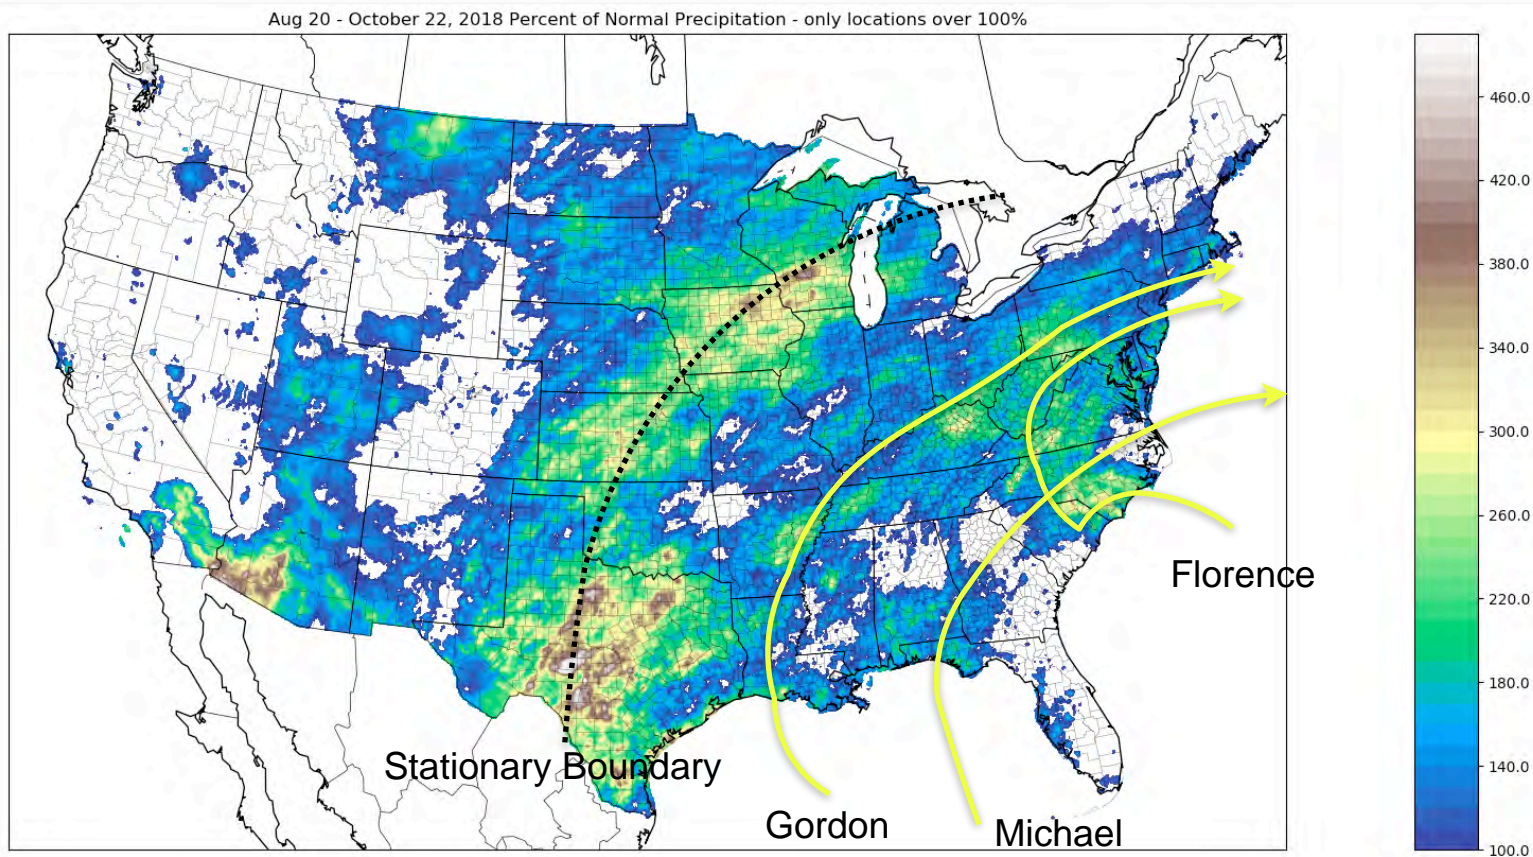 Aug 20 - October 22, 2018 Percent of Normal Precipitation - only locations over 100%
460.0
420.0
380.0
340.0
300.0
260.0
220.0
180.0
140.0
100.0
Florence
Stationary Boundary
Gordon
Michael